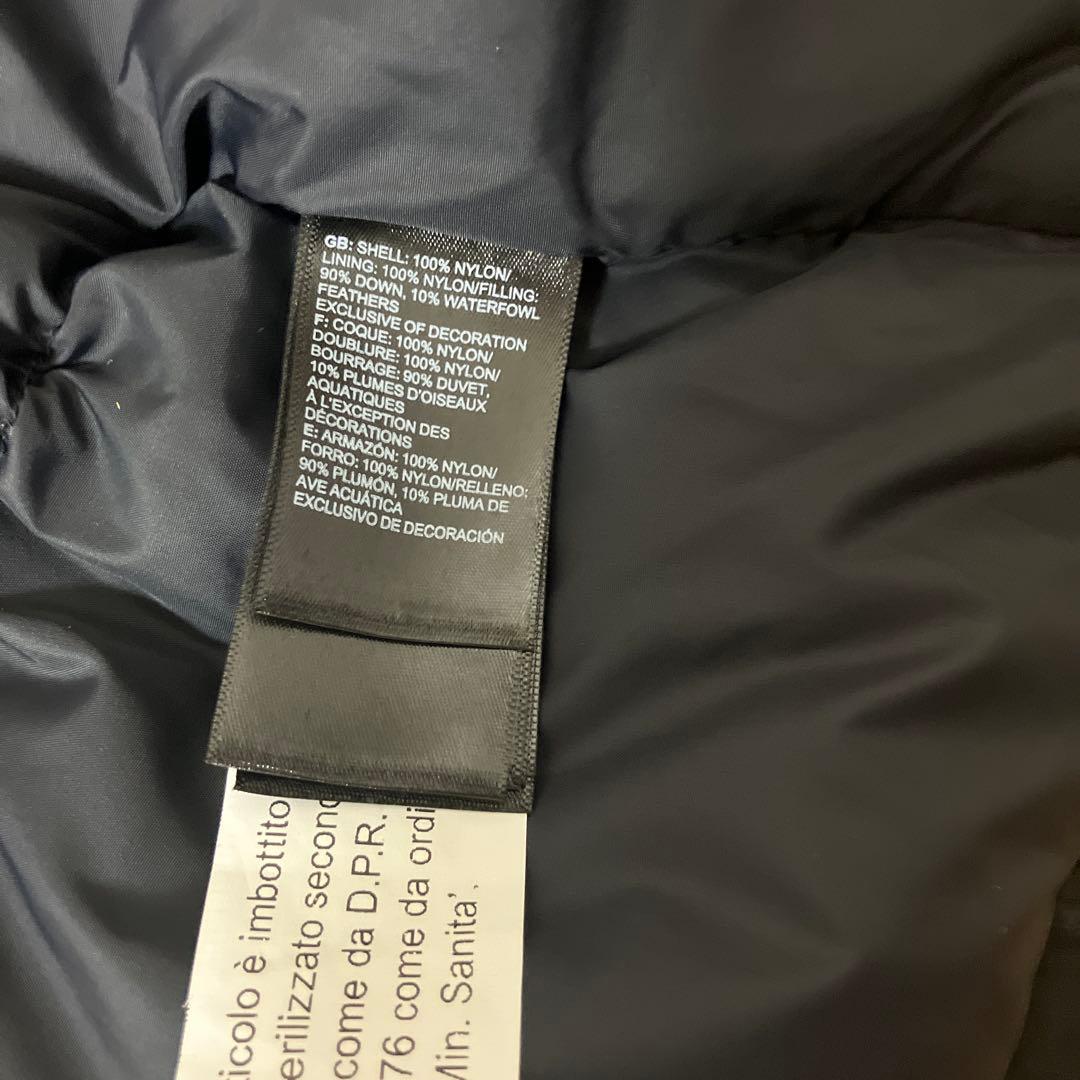 GB: SHELL: 100% NYLON/
LINING: 100% NYLON/FILLING:
90% DOWN, 10% WATERFOWL
FEATHERS
EXCLUSIVE OF DECORATION
F: COQUE: 100% NYLON/
DOUBLURE: 100% NYLON/
BOURRAGE: 90% DUVET,
10% PLUMES D'OISEAUX
AQUATIQUES
A L'EXCEPTION DES
DÉCORATIONS
E: ARMAZÓN: 100% NYLON/
FORRO: 100% NYLON/RELLENO:
90% PLUMÓN, 10% PLUMA DE
AVE ACUÁTICA
EXCLUSIVO DE DECORACIÓN
ticolo è imbottito
erilizzato second
come da D.P.R.
76 come da ordi
Min. Sanita',